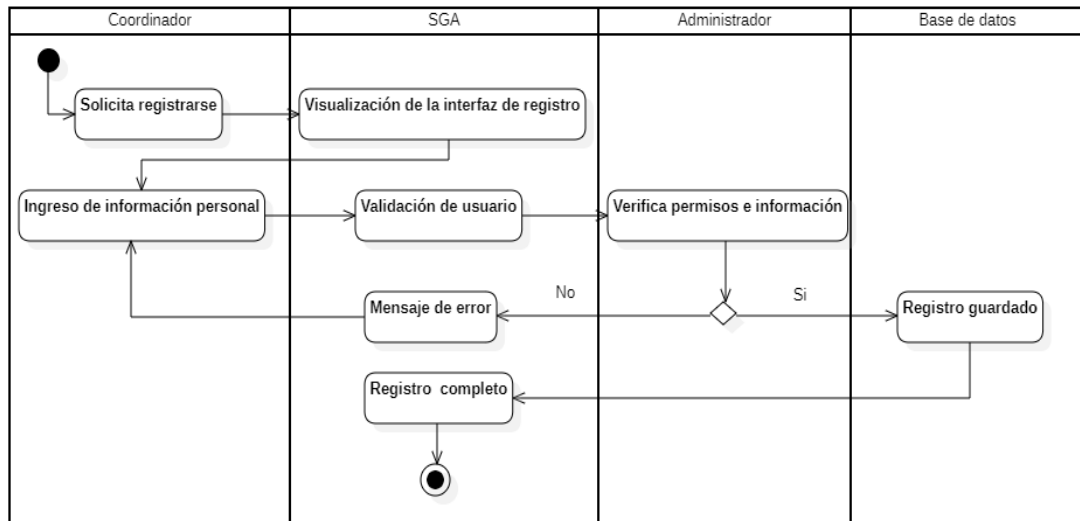 Coordinador
SGA
Administrador
Base de datos
Solicita registrarse
Visualización de la interfaz de registro
Ingreso de información personal
Validación de usuario
Verifica permisos e información
Mensaje de error
No
Si
Registro guardado
Registro completo